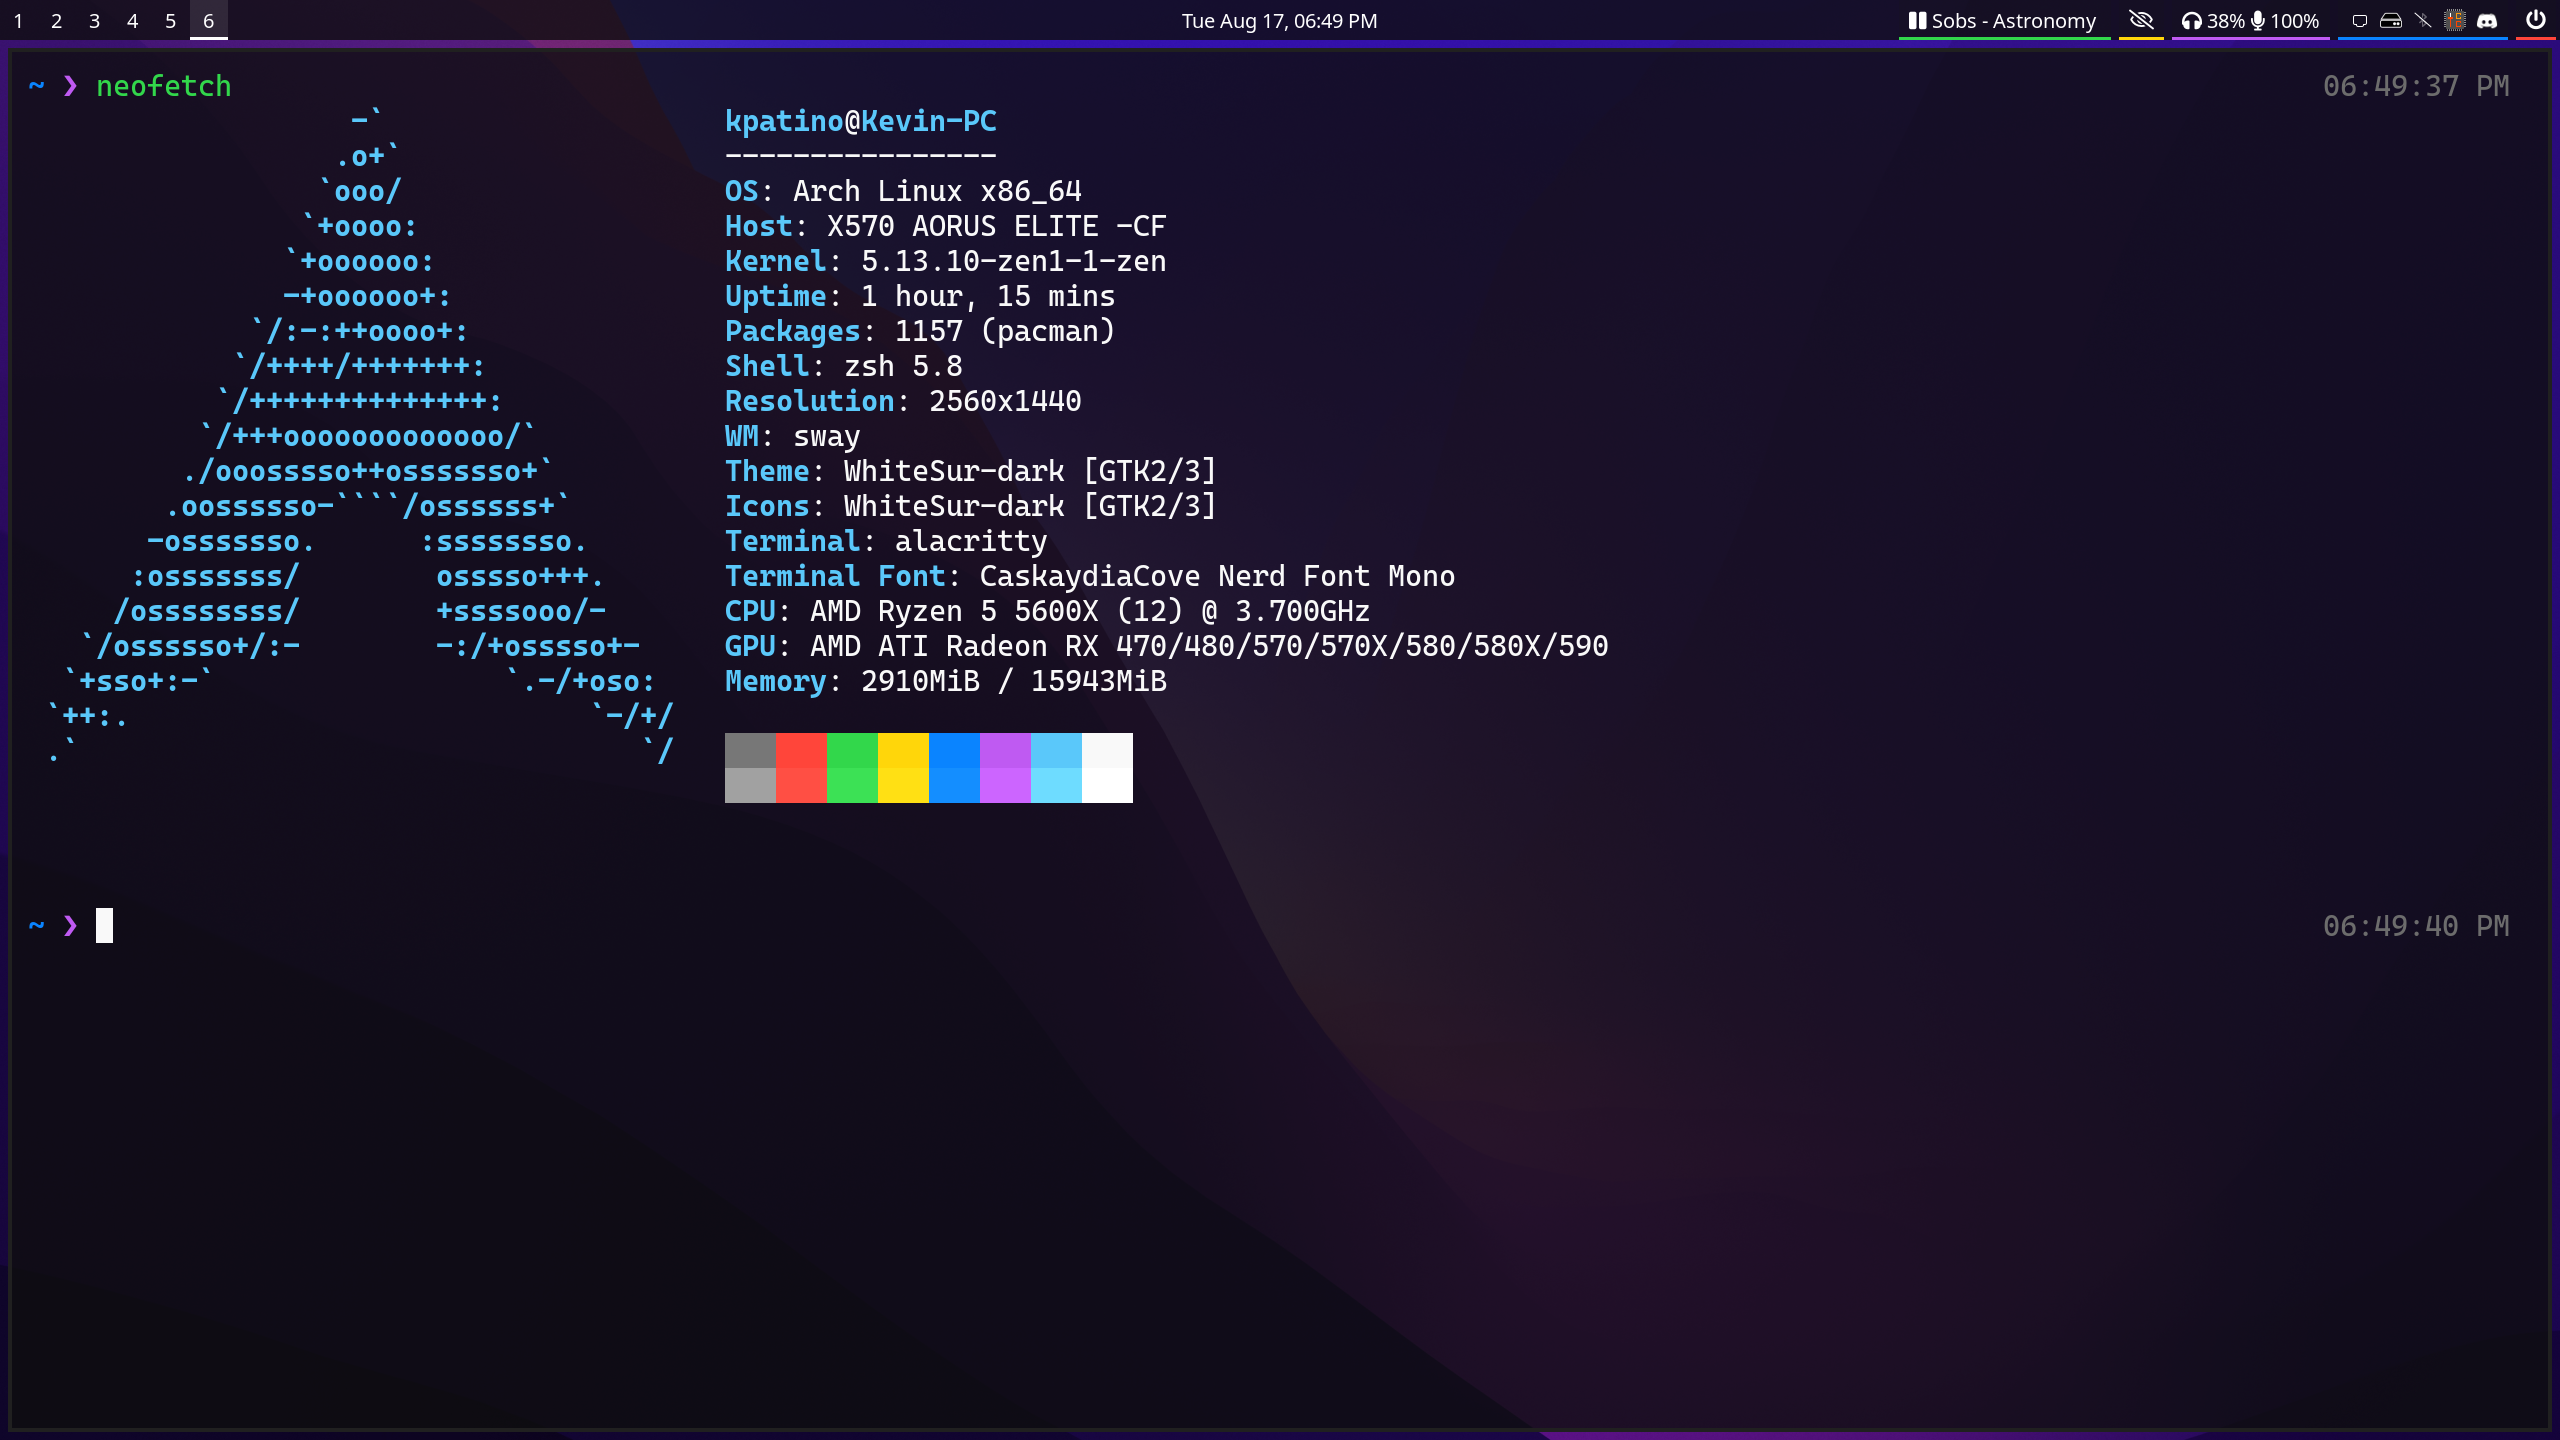 1 2 3 4 5 6 Tue Aug 17, 06:49 PM Sobs - Astronomy 38% 100%
~ ❯ neofetch 06:49:37 PM
-` kpatino@Kevin-PC
.o+` ----------------
`ooo/ OS: Arch Linux x86_64
`+oooo: Host: X570 AORUS ELITE -CF
`+oooooo: Kernel: 5.13.10-zen1-1-zen
-+oooooo+: Uptime: 1 hour, 15 mins
`/:-:++oooo+: Packages: 1157 (pacman)
`/++++/+++++++: Shell: zsh 5.8
`/++++++++++++++: Resolution: 2560x1440
`/+++ooooooooooooo/` WM: sway
./ooosssso++osssssso+` Theme: WhiteSur-dark [GTK2/3]
.oossssso-````/ossssss+` Icons: WhiteSur-dark [GTK2/3]
-osssssso. :ssssssso. Terminal: alacritty
:osssssss/ osssso+++. Terminal Font: CaskaydiaCove Nerd Font Mono
/ossssssss/ +ssssooo/- CPU: AMD Ryzen 5 5600X (12) @ 3.700GHz
`/ossssso+/:- -:/+osssso+- GPU: AMD ATI Radeon RX 470/480/570/570X/580/580X/590
`+sso+:-` `.-/+oso: Memory: 2910MiB / 15943MiB
`++:. `-/+/
.` `/
~ ❯ 06:49:40 PM